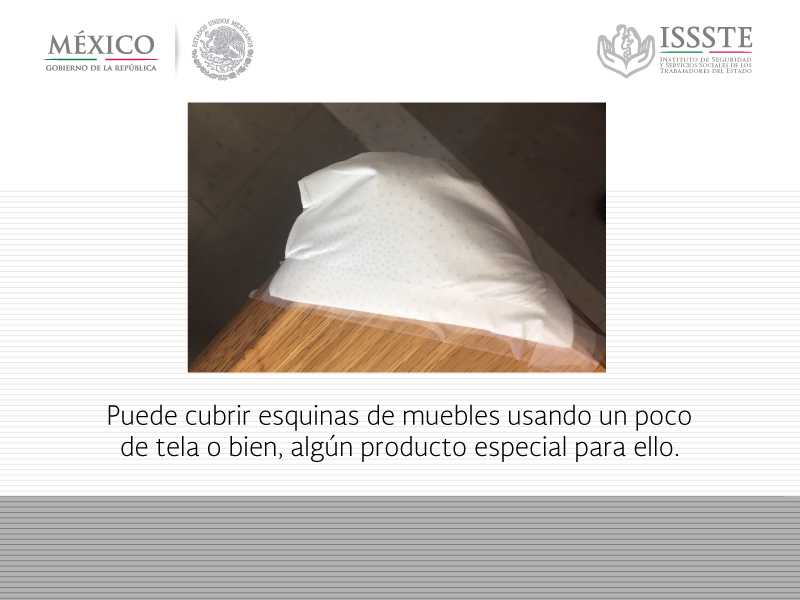 MÉXICO
GOBIERNO DE LA REPÚBLICA
ESTADOS UNIDOS MEXICANOS
ISSSTE
INSTITUTO DE SEGURIDAD
Y SERVICIOS SOCIALES DE LOS
TRABAJADORES DEL ESTADO
Puede cubrir esquinas de muebles usando un poco
de tela o bien, algún producto especial para ello.